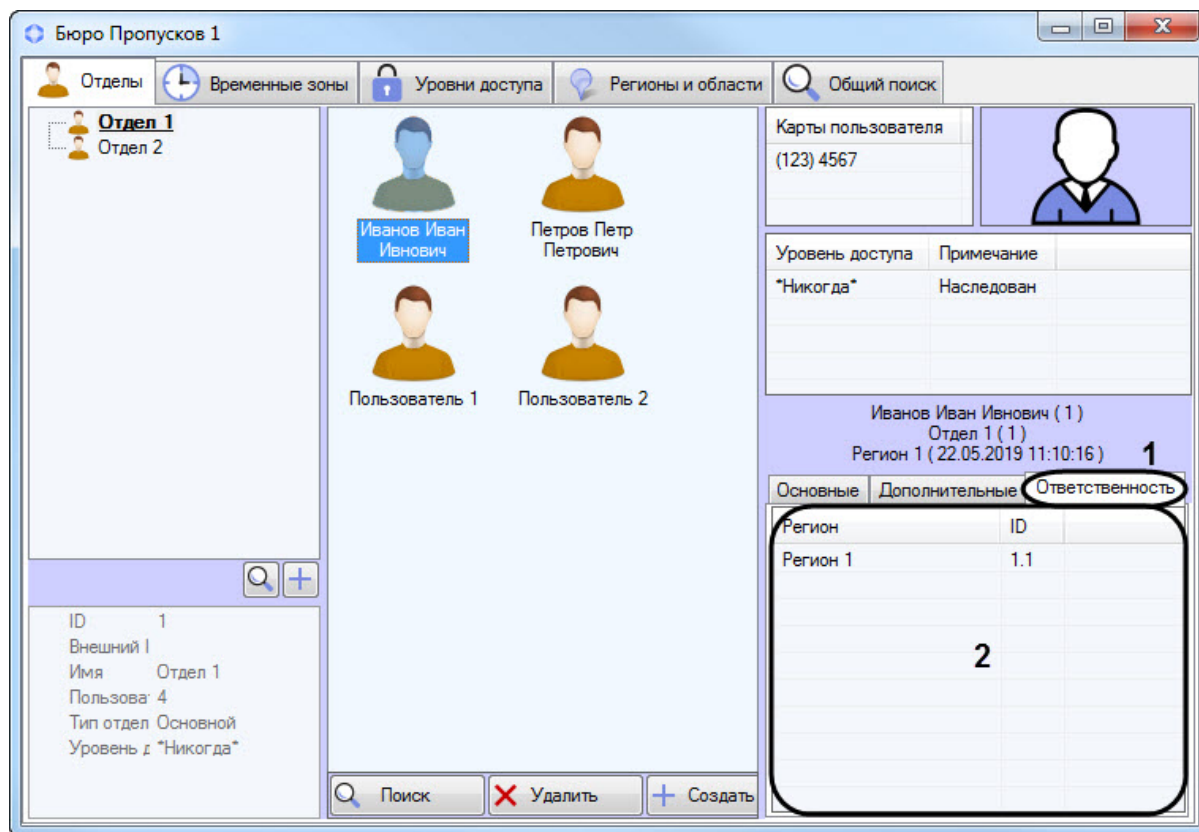 Бюро Пропусков 1
Отделы
Временные зоны
Уровни доступа
Регионы и области
Общий поиск
Отдел 1
Отдел 2
Иванов Иван
Ивнович
Петров Петр
Петрович
Пользователь 1
Пользователь 2
Карты пользователя
(123) 4567
Уровень доступа Примечание
*Никогда* Наследован
Иванов Иван Ивнович ( 1 )
Отдел 1 ( 1 )
Регион 1 ( 22.05.2019 11:10:16 )
1
Основные Дополнительные Ответственность
Регион ID
Регион 1 1.1
2
ID 1
Внешний I
Имя Отдел 1
Пользова 4
Тип отдел Основной
Уровень д *Никогда*
Поиск
Удалить
Создать